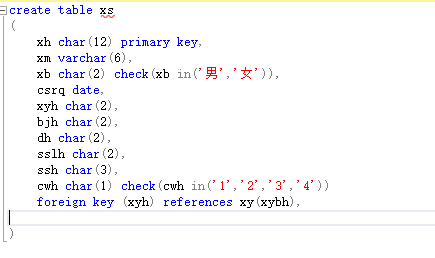 create table xs
(
xh char(12) primary key,
xm varchar(6),
xb char(2) check(xb in('男','女')),
csrq date,
xyh char(2),
bjh char(2),
dh char(2),
sslh char(2),
ssh char(3),
cwh char(1) check(cwh in('1','2','3','4'))
foreign key (xyh) references xy(xybh),
)